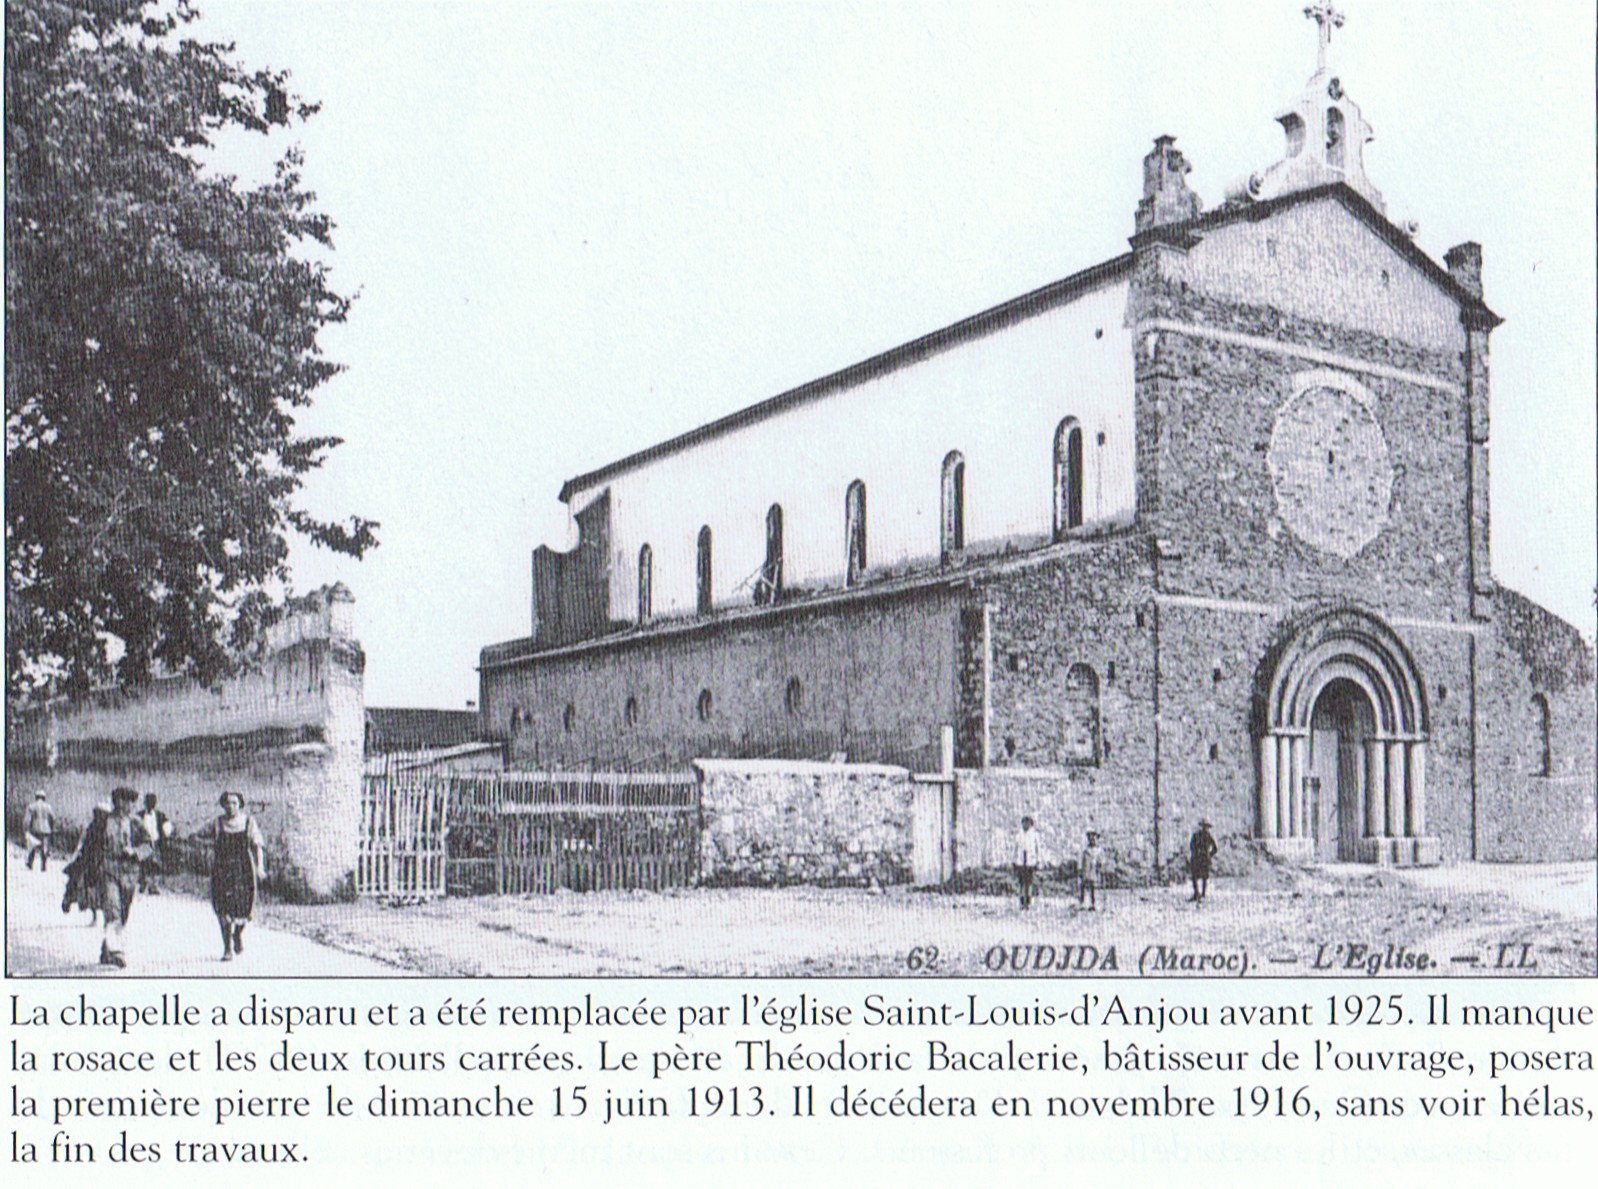 62 OUDJDA (Maroc). — L'Eglise. — LL
La chapelle a disparu et a été remplacée par l'église Saint-Louis-d'Anjou avant 1925. Il manque
la rosace et les deux tours carrées. Le père Théodoric Bacalerie, bâtisseur de l'ouvrage, posera
la première pierre le dimanche 15 juin 1913. Il décédera en novembre 1916, sans voir hélas,
la fin des travaux.